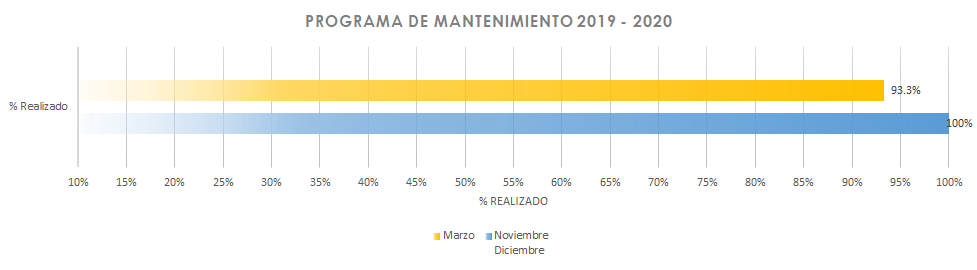 PROGRAMA DE MANTENIMIENTO 2019 - 2020
93.3%
% Realizado
100%
10% 15% 20% 25% 30% 35% 40% 45% 50% 55% 60% 65% 70% 75% 80% 85% 90% 95% 100%
% REALIZADO
Marzo Noviembre
Diciembre